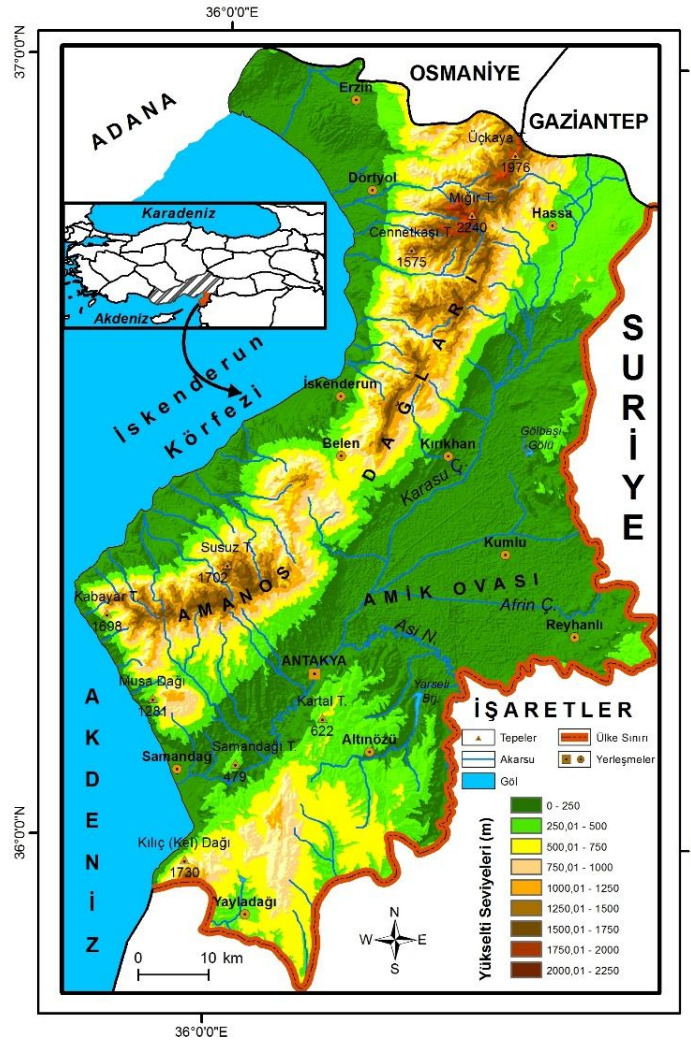 36°0'0"E
37°0'0"N
OSMANİYE
ADANA
Erzin
GAZİANTEP
Üçkaya
1976
Dörtyol
Mığır T.
2240
Hassa
Cennetkaşı T.
1575
Karadeniz
Akdeniz
SURİYE
İskenderun
Körfezi
İskenderun
Belen
Kırıkhan
Gölbaşı
Gölü
Karasu Ç.
AMANOS DAĞLARI
Susuz T.
1702
Kumlu
Kabayar T.
1698
AMİK OVASI
Afrin Ç.
Reyhanlı
Asi N.
ANTAKYA
Musa Dağı
1281
Kartal T.
622
Yarseli
Brj.
Altınözü
Samandağ
Samandağı T.
479
AKDENİZ
Kılıç (Kel) Dağı
1730
Yayladağı
36°0'0"N
İŞARETLER
Tepeler
Ülke Sınırı
Akarsu
Yerleşmeler
Göl
Yükselti Seviyeleri (m)
0 - 250
250,01 - 500
500,01 - 750
750,01 - 1000
1000,01 - 1250
1250,01 - 1500
1500,01 - 1750
1750,01 - 2000
2000,01 - 2250
N
W E
S
0 10 km
36°0'0"E